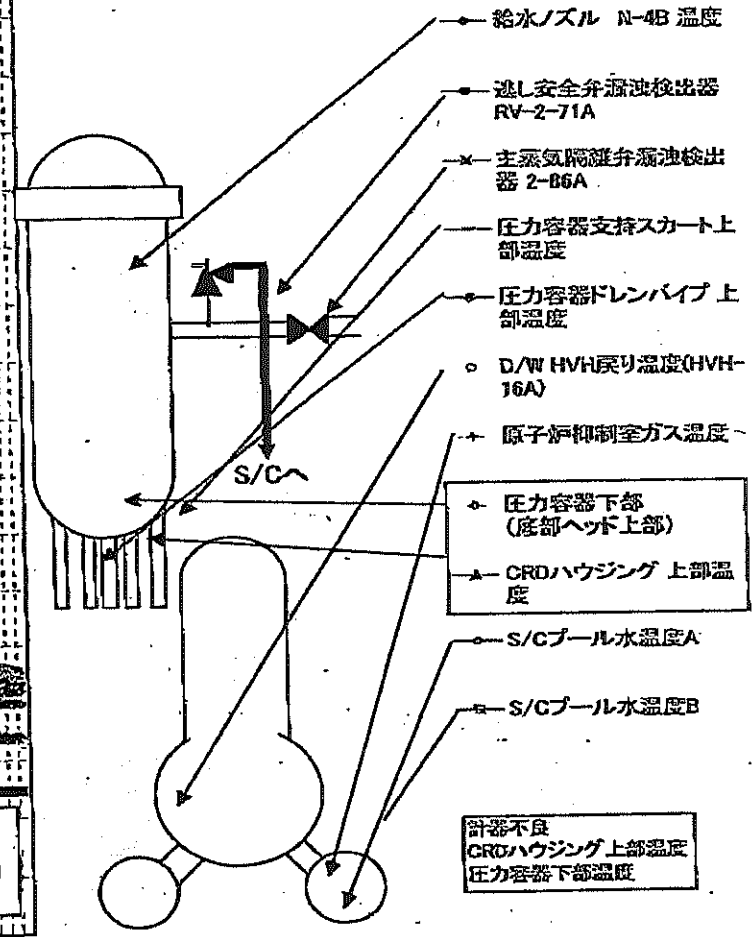 給水ノズル N-4B 温度
逃し安全弁漏洩検出器
RV-2-71A
主蒸気隔離弁漏洩検出
器 2-86A
圧力容器支持スカート上
部温度
圧力容器ドレンパイプ 上
部温度
D/W HVH戻り温度(HVH-
16A)
原子炉抑制室ガス温度
S/Cへ
圧力容器下部
(底部ヘッド上部)
CRDハウジング 上部温
度
S/Cプール水温度A
S/Cプール水温度B
計器不良
CRDハウジング上部温度
圧力容器下部温度